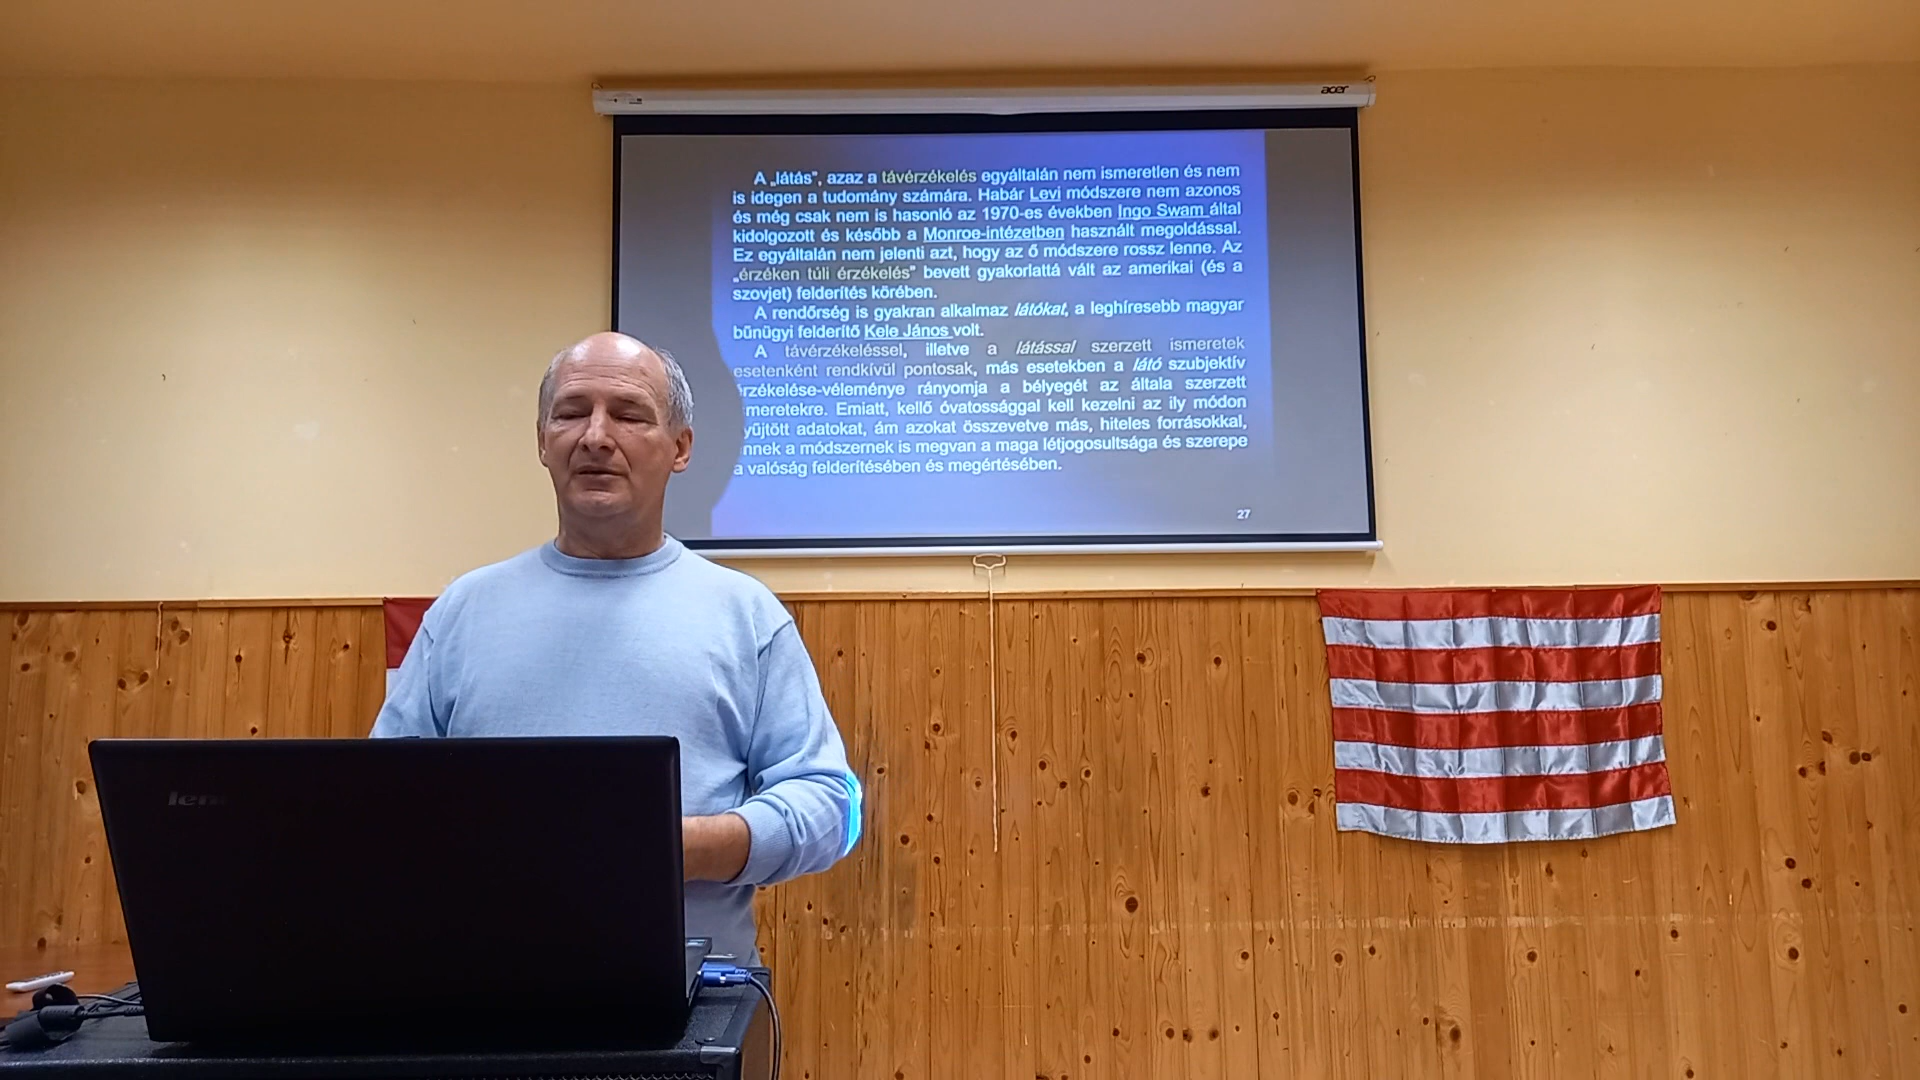 acer
A „látás”, azaz a távérzékelés egyáltalán nem ismeretlen és nem
is idegen a tudomány számára. Habár Levi módszere nem azonos
és még csak nem is hasonló az 1970-es években Ingo Swam által
kidolgozott és később a Monroe-intézetben használt megoldással.
Ez egyáltalán nem jelenti azt, hogy az ő módszere rossz lenne. Az
„érzéken túli érzékelés” bevett gyakorlattá vált az amerikai (és a
szovjet) felderítés körében.
A rendőrség is gyakran alkalmaz látókat, a leghíresebb magyar
bűnügyi felderítő Kele János volt.
A távérzékeléssel, illetve a látással szerzett ismeretek
esetenként rendkívül pontosak, más esetekben a látó szubjektív
rzékelése-véleménye rányomja a bélyegét az általa szerzett
meretekre. Emiatt, kellő óvatossággal kell kezelni az ily módon
yűjtött adatokat, ám azokat összevetve más, hiteles forrásokkal,
nnek a módszernek is megvan a maga létjogosultsága és szerepe
a valóság felderítésében és megértésében.
27